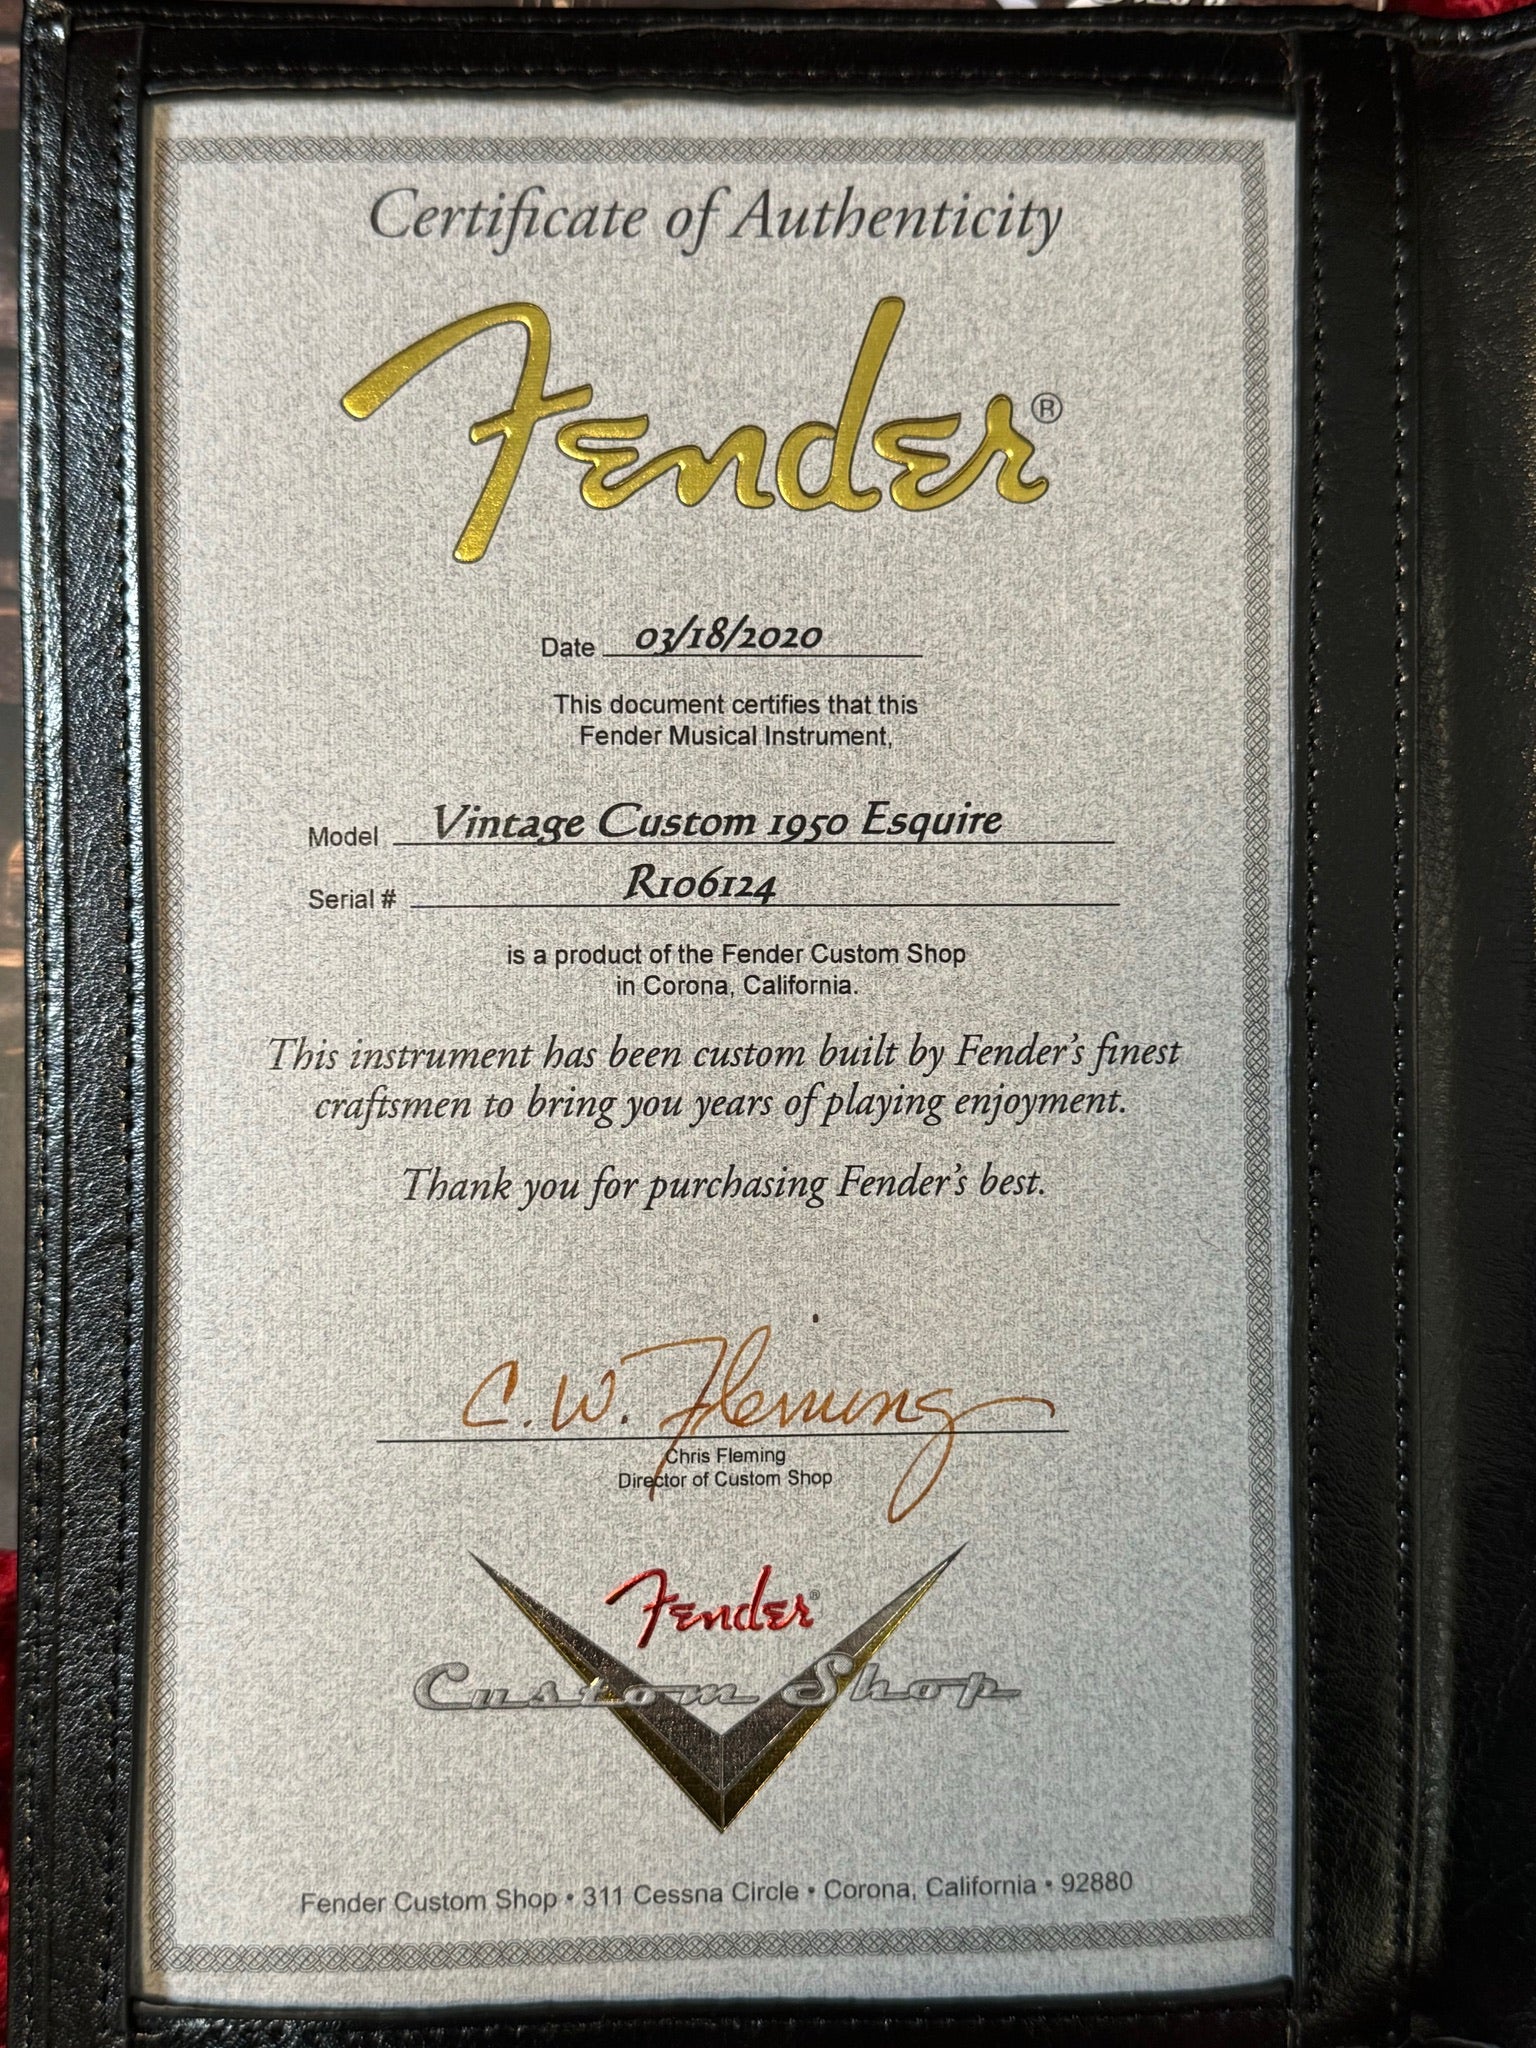 Certificate of Authenticity
Fender®
Date 03/18/2020
This document certifies that this
Fender Musical Instrument,
Model Vintage Custom 1950 Esquire
Serial # R106124
is a product of the Fender Custom Shop
in Corona, California.
This instrument has been custom built by Fender's finest
craftsmen to bring you years of playing enjoyment.
Thank you for purchasing Fender's best.
C. W. Fleming
Chris Fleming
Director of Custom Shop
Fender®
Custom Shop
Fender Custom Shop • 311 Cessna Circle • Corona, California • 92880